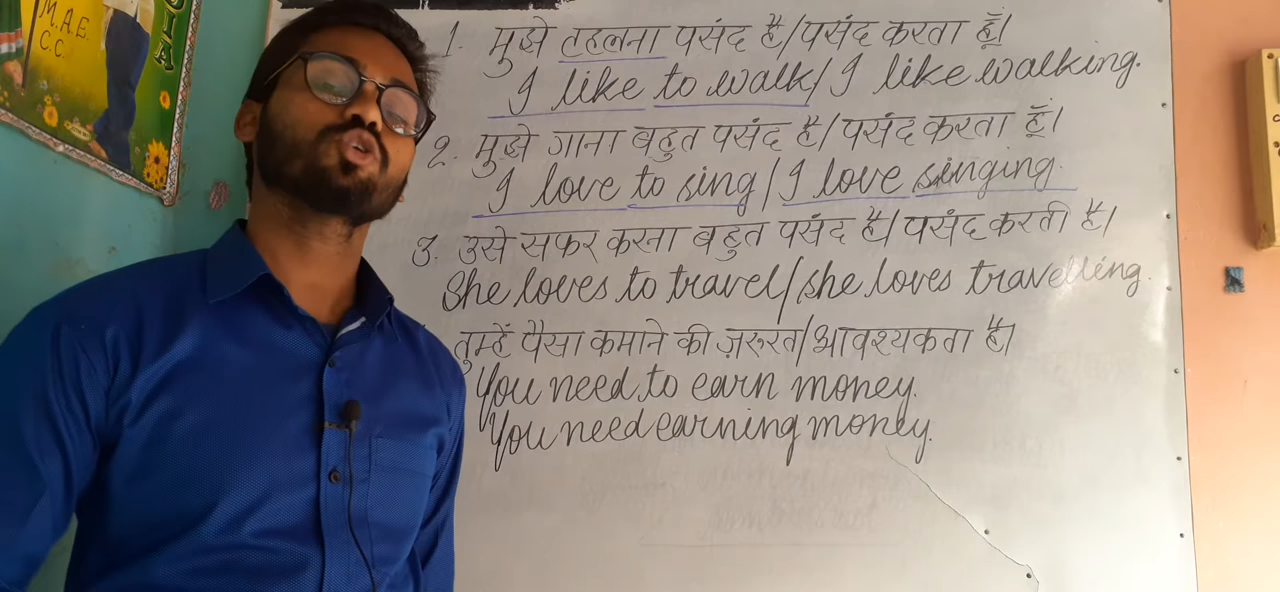 M.A.E.
C.C.
1. मुझे टहलना पसंद है/पसंद करता हूँ।
I like to walk/I like walking.
2. मुझे गाना बहुत पसंद है/पसंद करता हूँ।
I love to sing/I love singing.
3. उसे सफर करना बहुत पसंद है/पसंद करती है।
She loves to travel/she loves travelling.
तुम्हें पैसा कमाने की ज़रूरत/आवश्यकता है।
You need to earn money.
You need earning money.